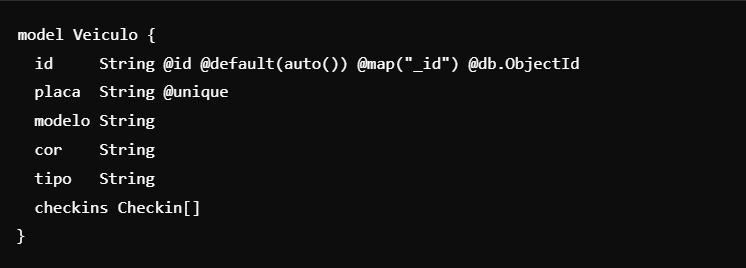 model Veiculo {
  id     String @id @default(auto()) @map("_id") @db.ObjectId
  placa  String @unique
  modelo String
  cor    String
  tipo   String
  checkins Checkin[]
}